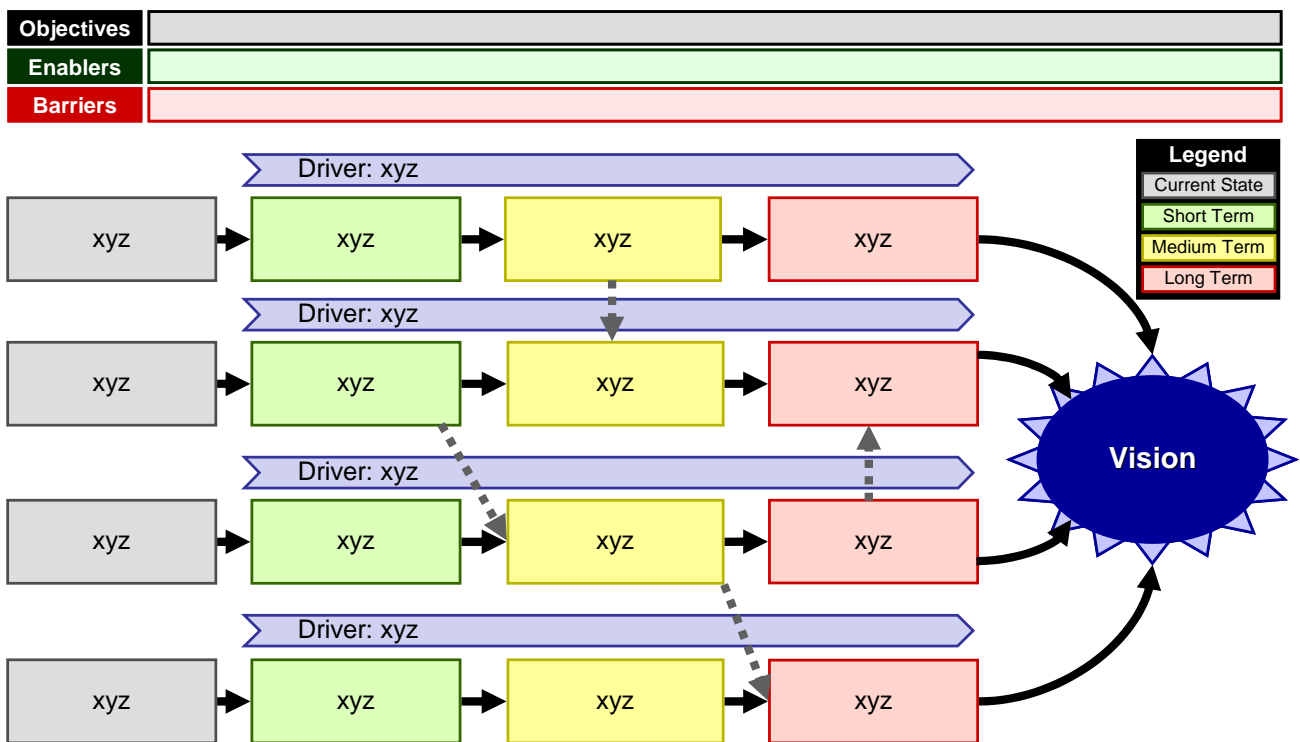 Objectives
Enablers
Barriers
Driver: xyz
Legend
Current State
Short Term
Medium Term
Long Term
xyz xyz xyz xyz
Driver: xyz
xyz xyz xyz xyz
Vision
Driver: xyz
xyz xyz xyz xyz
Driver: xyz
xyz xyz xyz xyz